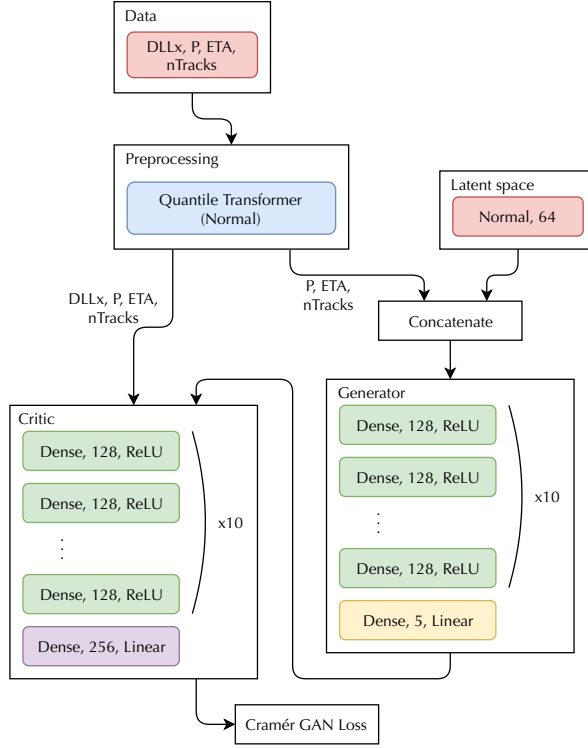 Data
DLLx, P, ETA,
nTracks
Preprocessing
Quantile Transformer
(Normal)
Latent space
Normal, 64
DLLx, P, ETA,
nTracks
P, ETA,
nTracks
Concatenate
Critic
Dense, 128, ReLU
Dense, 128, ReLU
. . .
Dense, 128, ReLU
x10
Dense, 256, Linear
Generator
Dense, 128, ReLU
Dense, 128, ReLU
. . .
Dense, 128, ReLU
x10
Dense, 5, Linear
Cramér GAN Loss